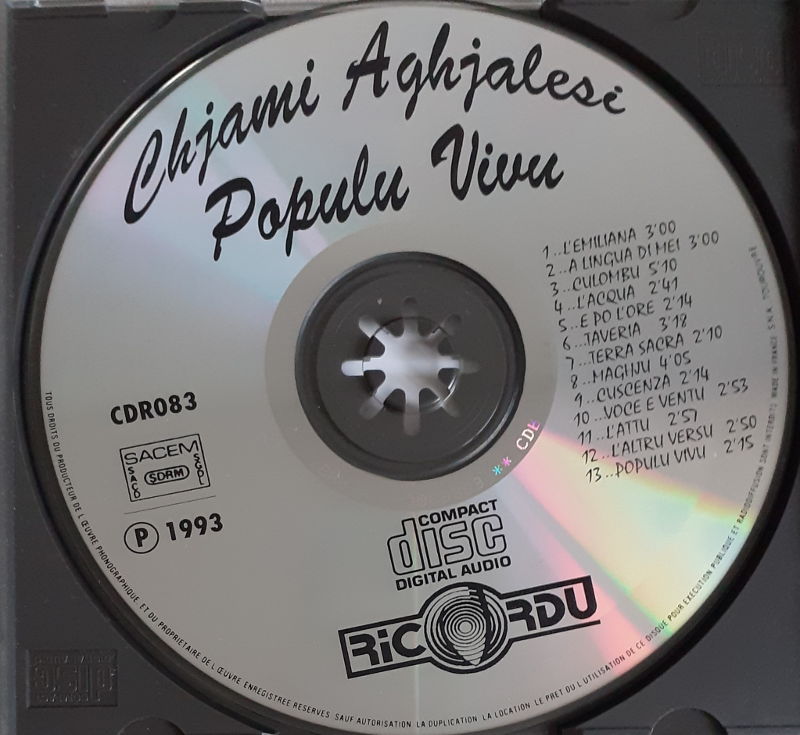 Chjami Aghjalesi
Populu Vivu
1...L'EMILIANA 3'00
2...A LINGUA DI MEI 3'00
3...CULOMBU 5'10
4...L'ACQUA 2'41
5...E PO L'ORE 2'14
6...TAVERIA 3'18
7...TERRA SACRA 2'10
8...MAGHJU 4'05
9...CUSCENZA 2'14
10...VOCE E VENTU 2'53
11...L'ATTU 2'57
12...L'ALTRU VERSU 2'50
13...POPULU VIVU 2'15
CDR083
SACEM
SACD
SDRM
SGDL
P 1993
COMPACT
disc
DIGITAL AUDIO
RICORDU
TOUS DROITS DU PRODUCTEUR DE L'ŒUVRE PHONOGRAPHIQUE ET DU PROPRIETAIRE DE L'ŒUVRE ENREGISTREE RESERVES. SAUF AUTORISATION LA DUPLICATION, LA LOCATION, LE PRET OU L'UTILISATION DE CE DISQUE POUR EXECUTION PUBLIQUE ET RADIODIFFUSION SONT INTERDITS. MADE IN FRANCE S.N.A. TOUROUVRE